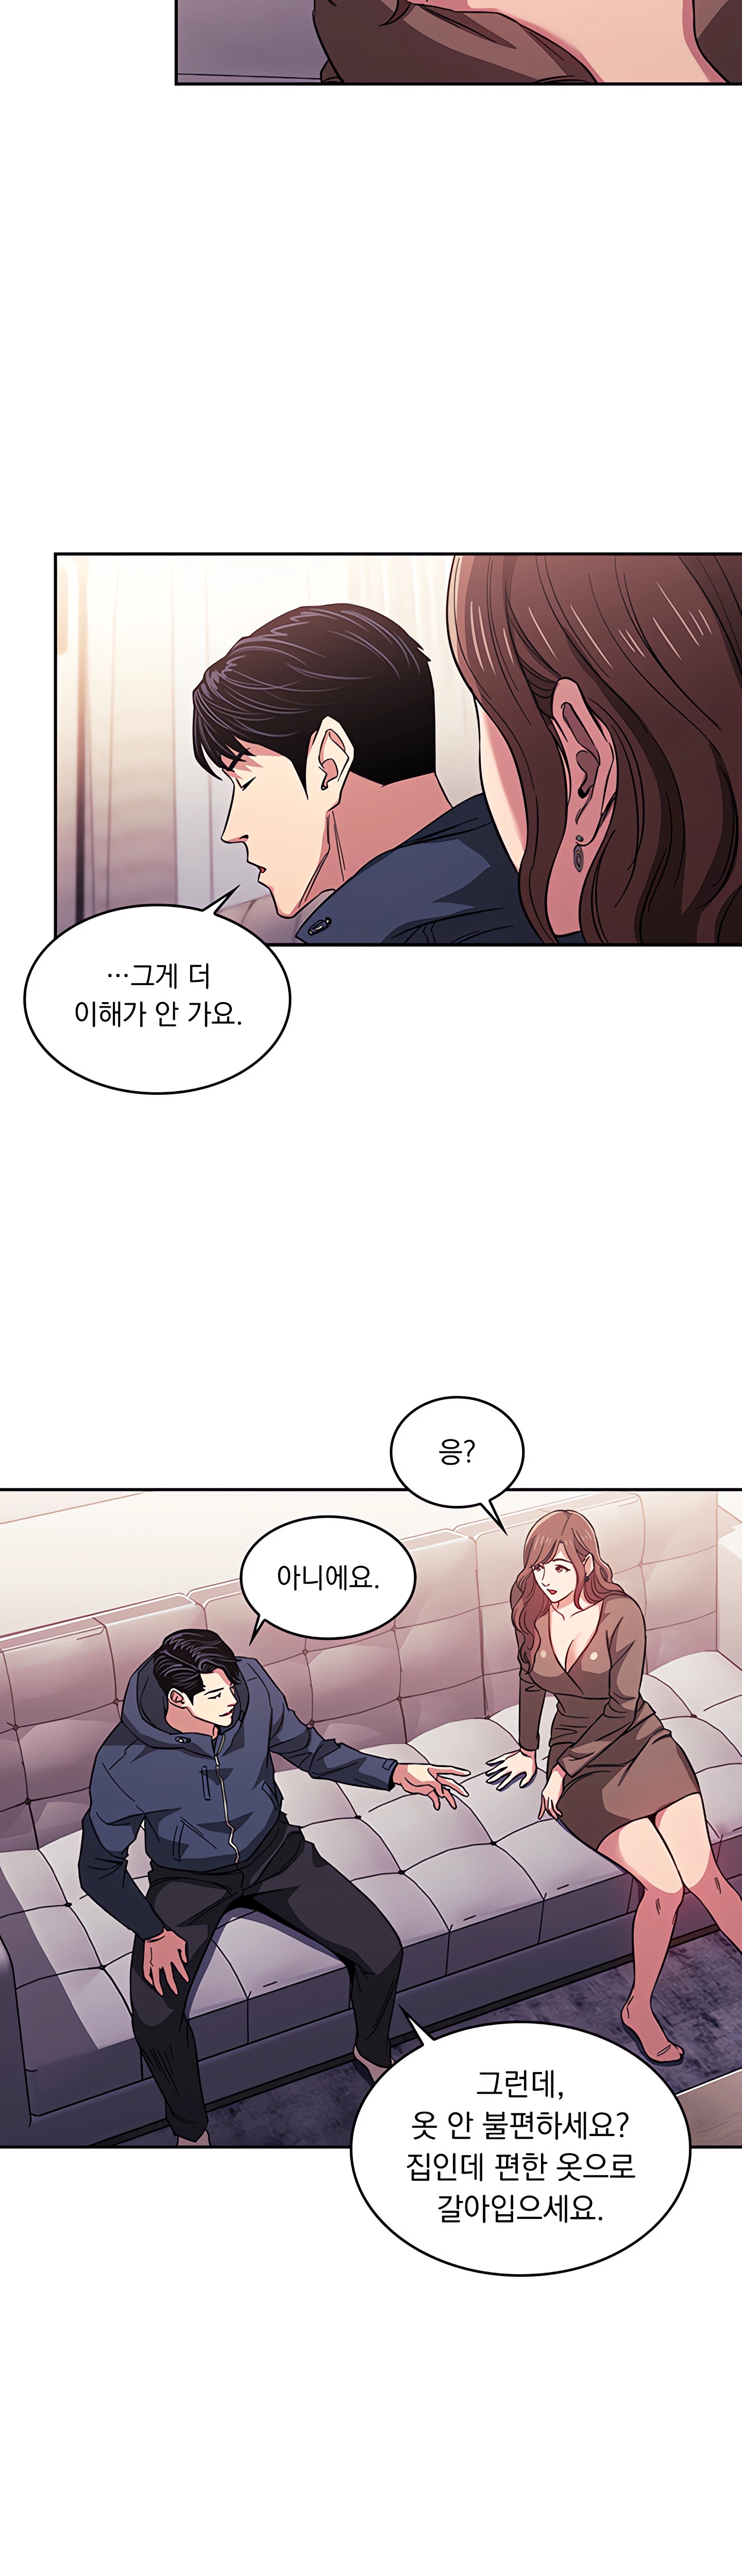 …그게 더
이해가 안 가요.
응?
아니에요.
그런데,
옷 안 불편하세요?
집인데 편한 옷으로
갈아입으세요.